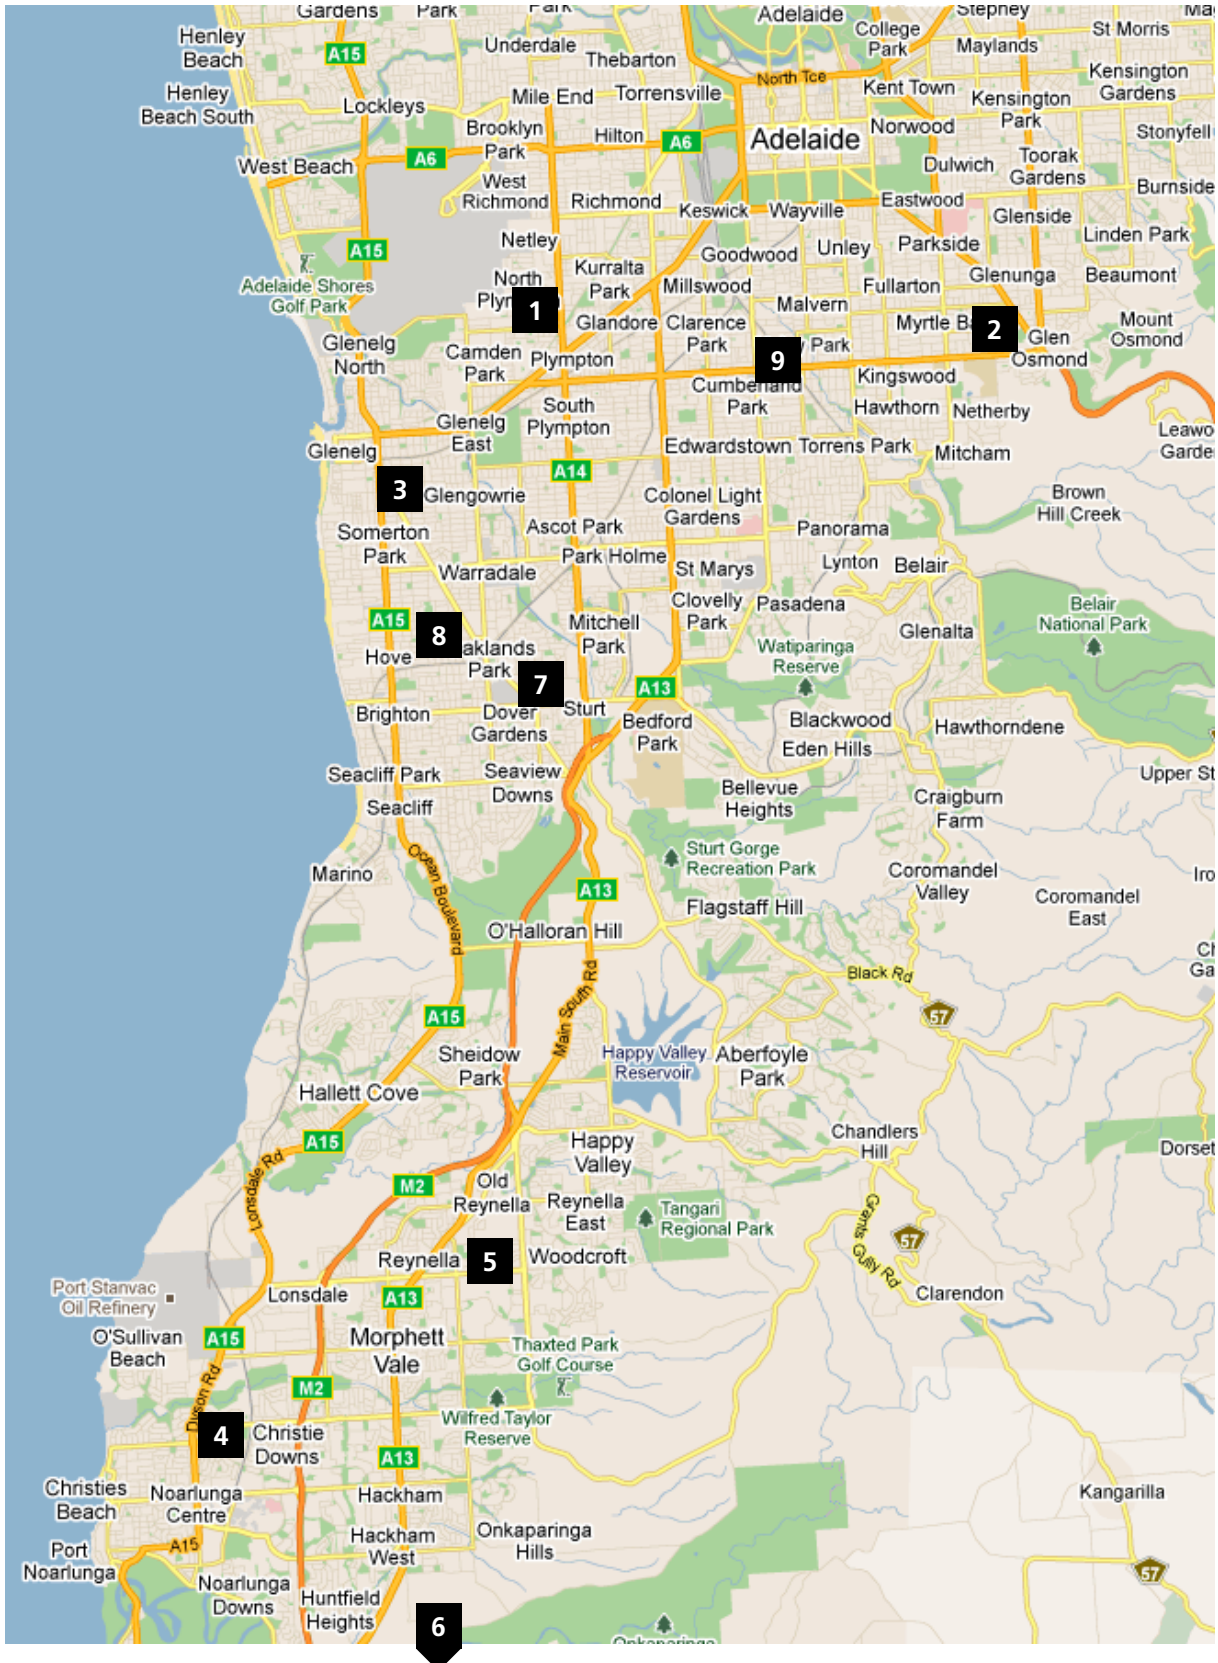 Gardens
Park
Park
Adelaide
Stephney
Ma
Henley
Beach
A15
Underdale
Thebarton
College
Park
Maylands
St Morris
North Tce
Kensington
Gardens
Henley
Beach South
Lockleys
Mile End
Torrensville
Kent Town
Kensington
Park
Brooklyn
Park
Hilton
A6
Adelaide
Norwood
Stonyfell
West Beach
A6
Dulwich
Toorak
Gardens
West
Richmond
Richmond
Keswick
Wayville
Eastwood
Burnside
Glenside
A15
Netley
Goodwood
Unley
Parkside
Linden Park
Adelaide Shores
Golf Park
North
Plym
1
Kurralta
Park
Millswood
Fullarton
Glenunga
Beaumont
Malvern
Glandore
Clarence
Park
Myrtle B
2
Glen
Osmond
Mount
Osmond
Glenelg
North
Camden
Park
Plympton
9
y Park
Cumberland
Park
Kingswood
South
Plympton
Hawthorn
Netherby
Glenelg
East
Glenelg
Edwardstown
Torrens Park
Mitcham
Leawo
Garde
A14
3
Glengowrie
Colonel Light
Gardens
Brown
Hill Creek
Somerton
Park
Ascot Park
Panorama
Park Holme
Warradale
St Marys
Lynton
Belair
Clovelly
Park
Pasadena
Belair
National Park
A15
8
Mitchell
Park
Glenalta
Hove
aklands
Park
Watiparinga
Reserve
7
A13
Brighton
Dover
Gardens
Sturt
Bedford
Park
Blackwood
Hawthorndene
Eden Hills
Seacliff Park
Seaview
Downs
Upper St
Seacliff
Bellevue
Heights
Craigburn
Farm
Ocean Boulevard
Sturt Gorge
Recreation Park
Marino
A13
Coromandel
Valley
Iro
Flagstaff Hill
Coromandel
East
O'Halloran Hill
Black Rd
Ch
Ga
Main South Rd
A15
57
Sheidow
Park
Happy Valley
Reservoir
Aberfoyle
Park
Hallett Cove
A15
Happy
Valley
Chandlers
Hill
Dorset
Lonsdale Rd
M2
Old
Reynella
Reynella
East
Tangari
Regional Park
Grants Gully Rd
57
Reynella
5
Woodcroft
Port Stanvac
Oil Refinery
Lonsdale
A13
Clarendon
O'Sullivan
Beach
A15
Morphett
Vale
Thaxted Park
Golf Course
M2
Dyson Rd
Wilfred Taylor
Reserve
4
Christie
Downs
A13
Christies
Beach
Noarlunga
Centre
Hackham
Kangarilla
Port
Noarlunga
A15
Hackham
West
Onkaparinga
Hills
57
Noarlunga
Downs
Huntfield
Heights
6
Onkaparinga